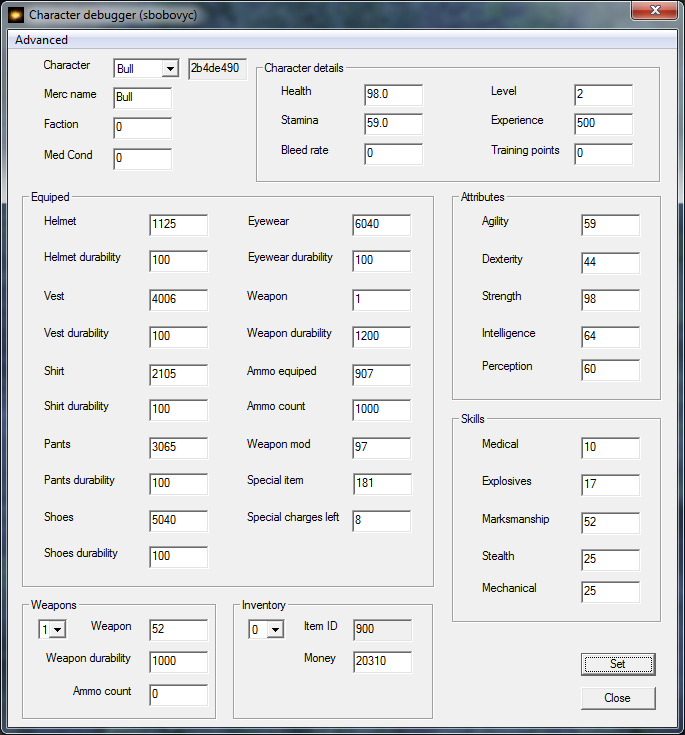 Character debugger (sbobovyc)
Advanced
Character Bull 2b4de490
Merc name Bull
Faction 0
Med Cond 0
Character details
Health 98.0 Level 2
Stamina 59.0 Experience 500
Bleed rate 0 Training points 0
Equiped
Helmet 1125 Eyewear 6040
Helmet durability 100 Eyewear durability 100
Vest 4006 Weapon 1
Vest durability 100 Weapon durability 1200
Shirt 2105 Ammo equiped 907
Shirt durability 100 Ammo count 1000
Pants 3065 Weapon mod 97
Pants durability 100 Special item 181
Shoes 5040 Special charges left 8
Shoes durability 100
Attributes
Agility 59
Dexterity 44
Strength 98
Intelligence 64
Perception 60
Skills
Medical 10
Explosives 17
Marksmanship 52
Stealth 25
Mechanical 25
Weapons
1 Weapon 52
Weapon durability 1000
Ammo count 0
Inventory
0 Item ID 900
Money 20310
Set
Close